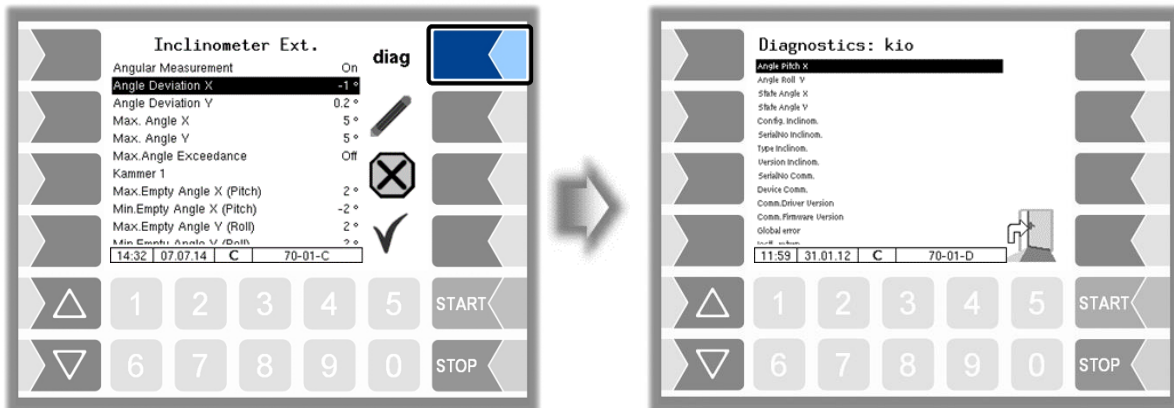 Inclinometer Ext.
diag
Angular Measurement On
Angle Deviation X -1 °
Angle Deviation Y 0.2 °
Max. Angle X 5 °
Max. Angle Y 5 °
Max.Angle Exceedance Off
Kammer 1
Max.Empty Angle X (Pitch) 2 °
Min.Empty Angle X (Pitch) -2 °
Max.Empty Angle Y (Roll) 2 °
Min.Empty Angle Y (Roll)
14:32 07.07.14 C 70-01-C
1 2 3 4 5 START
6 7 8 9 0 STOP
Diagnostics: kio
Angle Pitch X
Angle Roll Y
State Angle X
State Angle Y
Config. Inclinom.
SerialNo Inclinom.
Type Inclinom.
Version Inclinom.
SerialNo Comm.
Device Comm.
Comm.Driver Version
Comm. Firmware Version
Global error
11:59 31.01.12 C 70-01-D
1 2 3 4 5 START
6 7 8 9 0 STOP